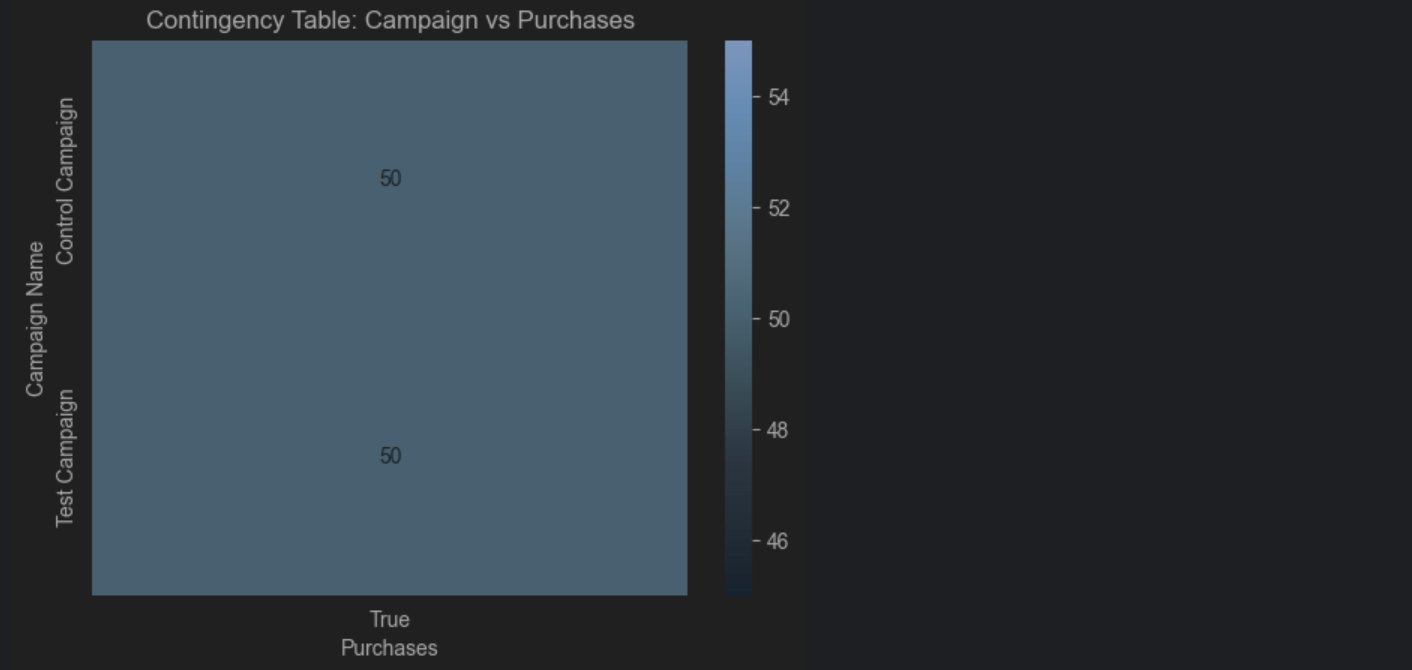 Contingency Table: Campaign vs Purchases
Campaign Name
Control Campaign
Test Campaign
50
50
True
Purchases
54
52
50
48
46